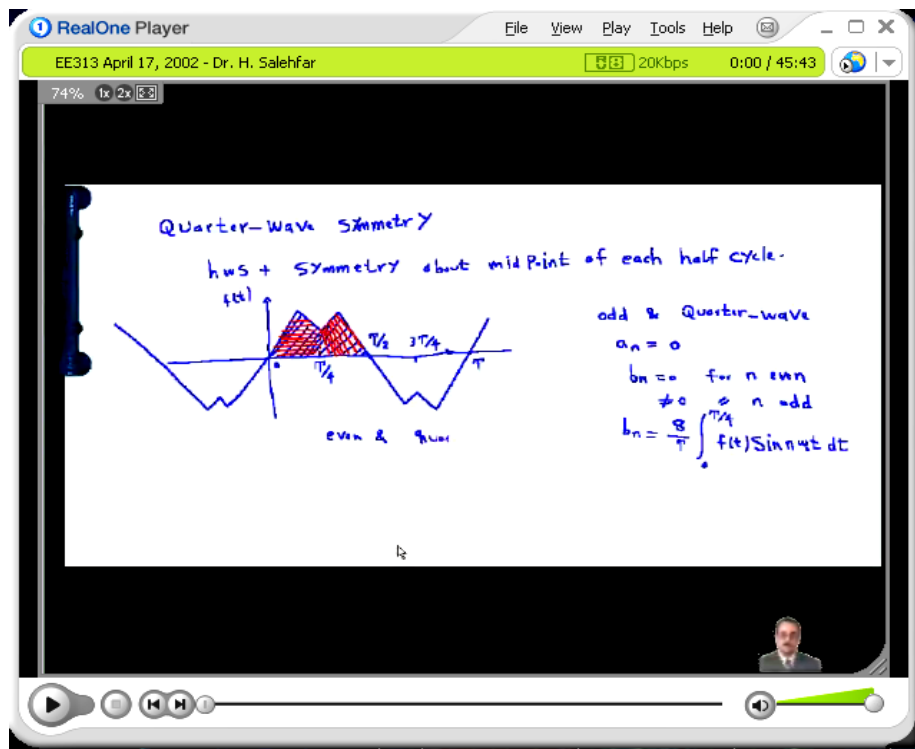 RealOne Player
File View Play Tools Help
EE313 April 17, 2002 - Dr. H. Salehfar
20Kbps
0:00 / 45:43
74% 1x 2x
Quarter-Wave Symmetry
hws + Symmetry about mid Point of each half cycle.
f(t)
T/2 3T/4
0 T/4 T
even & quar
odd & Quarter-wave
an = 0
bn = 0 for n even
≠ 0 " n odd
bn = 8/T ∫0^T/4 f(t) Sin nωt dt